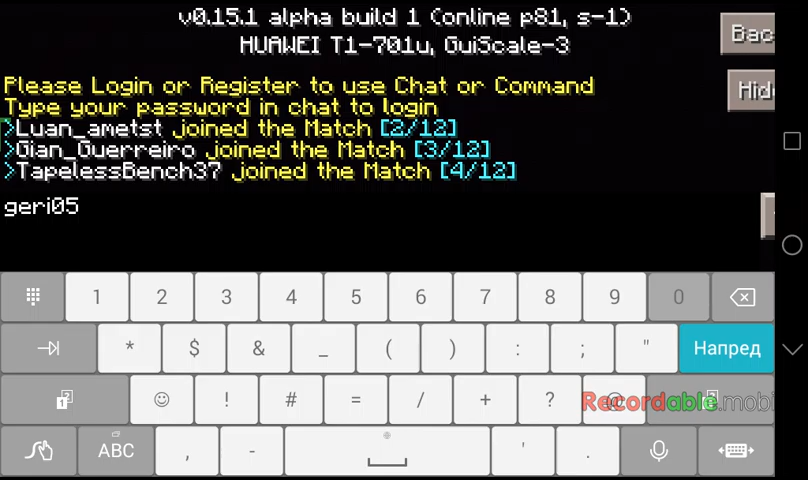 v0.15.1 alpha build 1 (online p81, s-1)
HUAWEI T1-701u, GuiScale-3
Bac
Please Login or Register to use Chat or Command
Hid
Type your password in chat to login
>Luan_ametst joined the Match [2/12]
>Gian_Guerreiro joined the Match [3/12]
>TapelessBench37 joined the Match [4/12]
geri05
1 2 3 4 5 6 7 8 9 0
* $ & _ ( ) : ; " Напред
! # = / + ? @
Recordable.mobi
ABC , - ' .